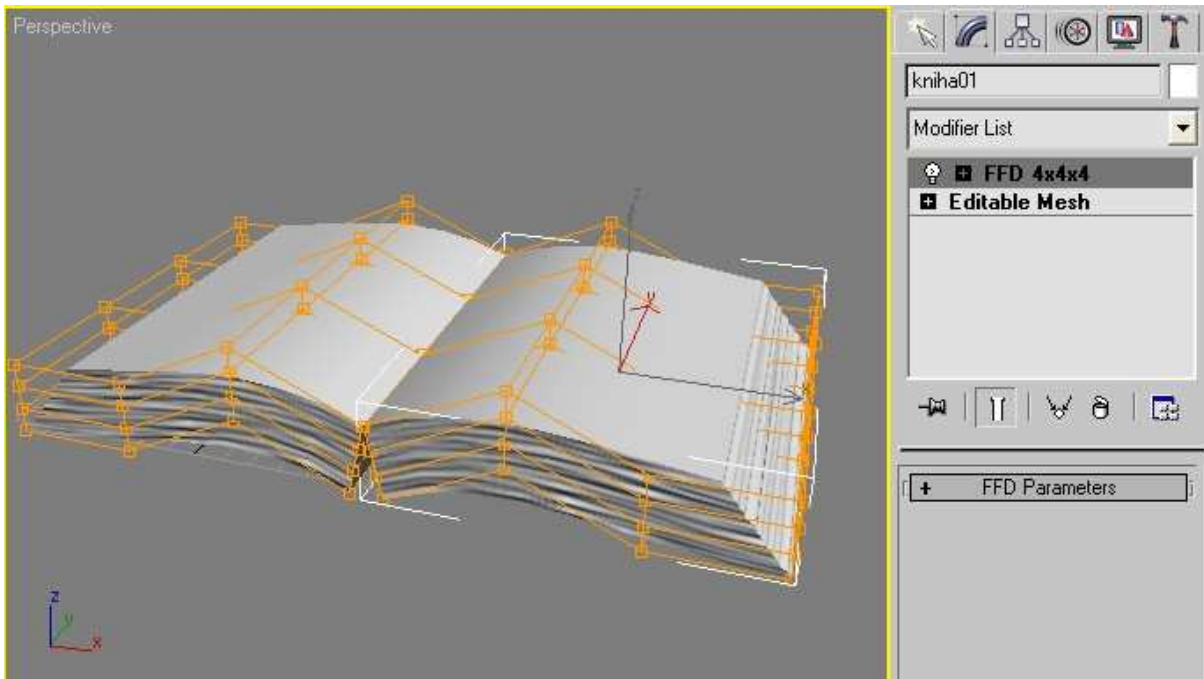 Perspective
kniha01
Modifier List
FFD 4x4x4
Editable Mesh
FFD Parameters
y
z
y
x